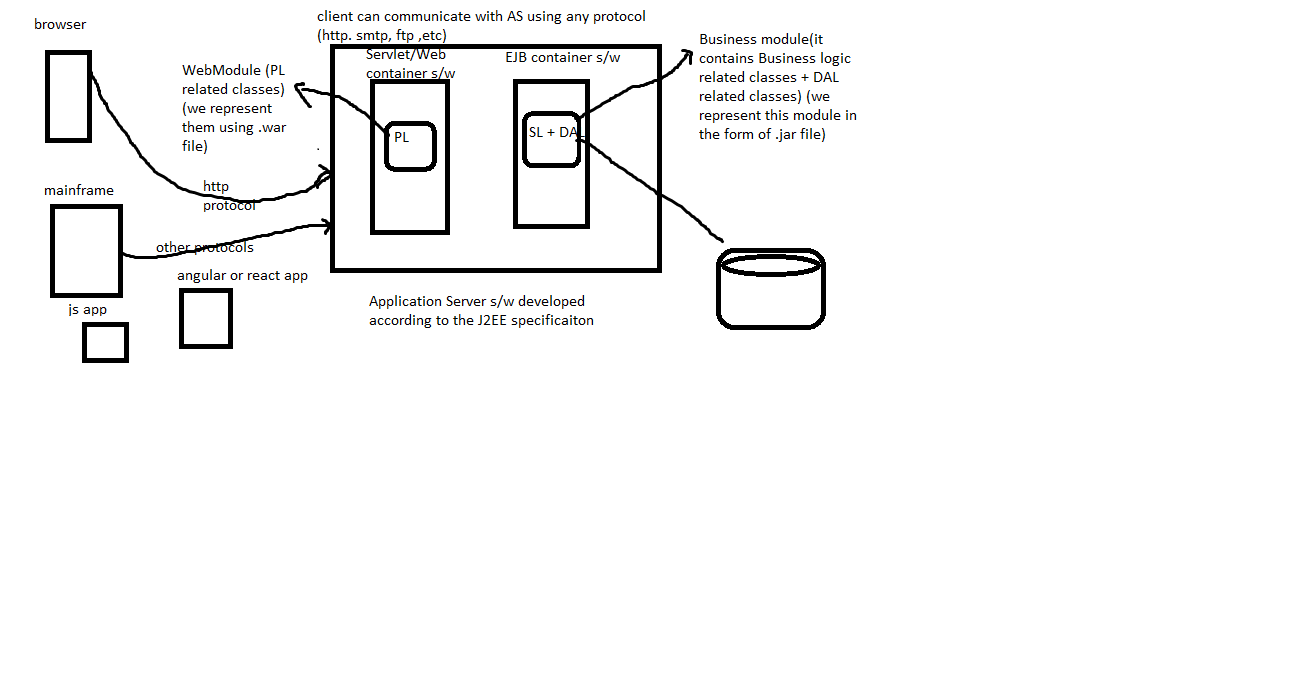 client can communicate with AS using any protocol
(http. smtp, ftp ,etc)
browser
Servlet/Web
container s/w
EJB container s/w
Business module(it
contains Business logic
related classes + DAL
related classes) (we
represent this module in
the form of .jar file)
WebModule (PL
related classes)
(we represent
them using .war
file)
PL
SL + DA
http
protocol
mainframe
other protocols
angular or react app
js app
Application Server s/w developed
according to the J2EE specificaiton